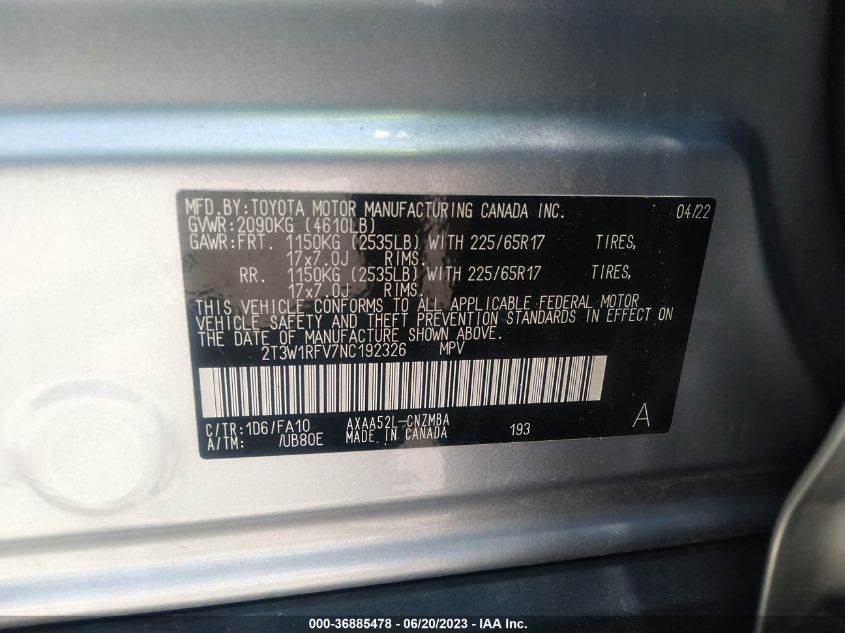 MFD.BY:TOYOTA MOTOR MANUFACTURING CANADA INC. 04/22
GVWR:2090KG (4610LB)
GAWR:FRT. 1150KG (2535LB) WITH 225/65R17 TIRES,
17x7.0J RIMS.
RR. 1150KG (2535LB) WITH 225/65R17 TIRES,
17x7.0J RIMS.
THIS VEHICLE CONFORMS TO ALL APPLICABLE FEDERAL MOTOR
VEHICLE SAFETY AND THEFT PREVENTION STANDARDS IN EFFECT ON
THE DATE OF MANUFACTURE SHOWN ABOVE.
2T3W1RFV7NC192326 MPV
C/TR:1D6/FA10 AXAA52L-CNZMBA
A/TM: /UB80E MADE IN CANADA 193 A
000-36885478 - 06/20/2023 - IAA Inc.